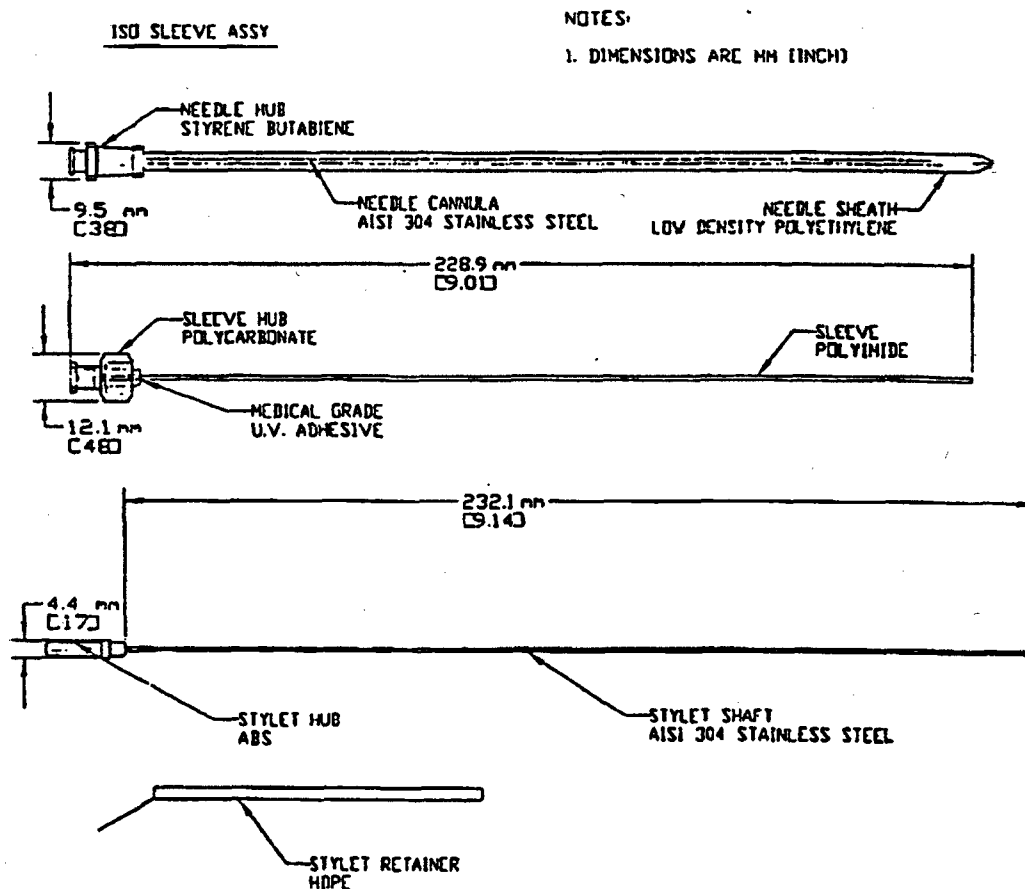 ISO SLEEVE ASSY
NOTES:
1. DIMENSIONS ARE MM [INCH]
NEEDLE HUB
STYRENE BUTABIENE
9.5 mm
[.38]
NEEDLE CANNULA
AISI 304 STAINLESS STEEL
NEEDLE SHEATH
LOW DENSITY POLYETHYLENE
228.9 mm
[9.01]
SLEEVE HUB
POLYCARBONATE
SLEEVE
POLYIMIDE
12.1 mm
[.48]
MEDICAL GRADE
U.V. ADHESIVE
232.1 mm
[9.14]
4.4 mm
[.17]
STYLET HUB
ABS
STYLET SHAFT
AISI 304 STAINLESS STEEL
STYLET RETAINER
HDPE